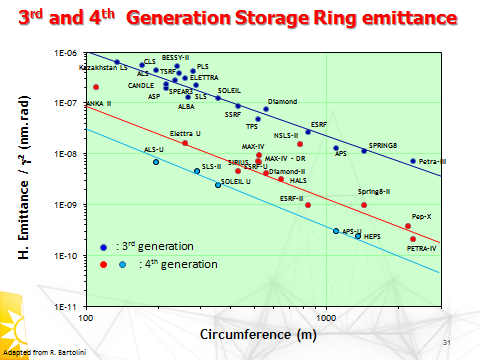 3rd and 4th Generation Storage Ring emittance
H. Emittance / γ² (nm.rad)
1E-06
1E-07
1E-08
1E-09
1E-10
1E-11
Kazakhstan LS
CLS
BESSY-II
ALS
TSRF
PLS
ELETTRA
CANDLE
SPEAR3
ASP
SLS
SOLEIL
ALBA
ANKA II
SSRF
Diamond
TPS
ESRF
NSLS-II
APS
SPRING8
Petra-III
Elettra U
MAX-IV
MAX-IV - DR
ALS-U
SIRIUS
ESRF-U
SLS-II
Diamond-II
SOLEIL U
HALS
ESRF-II
Spring8-II
Pep-X
APS-U
HEPS
PETRA-IV
: 3rd generation
: 4th generation
100
1000
Circumference (m)
31
Adapted from R. Bartolini